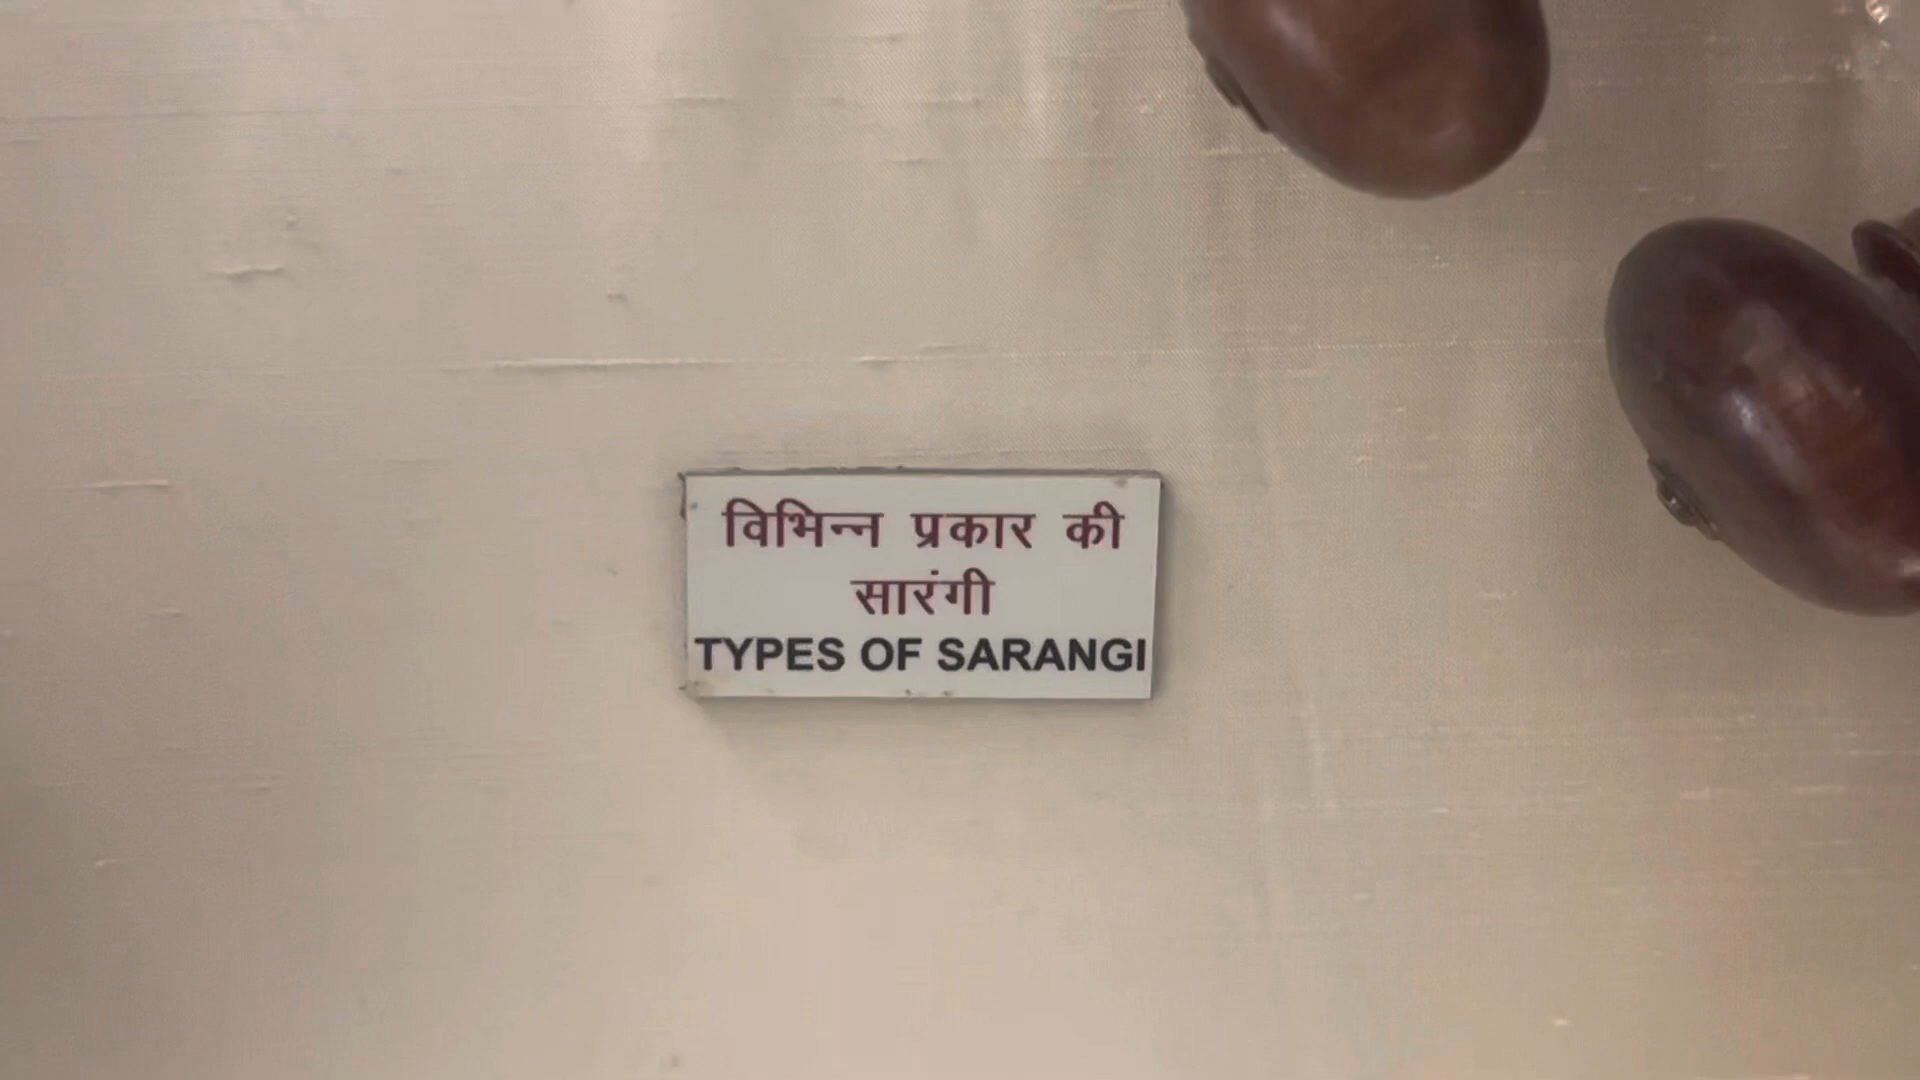 विभिन्न प्रकार की
सारंगी
TYPES OF SARANGI